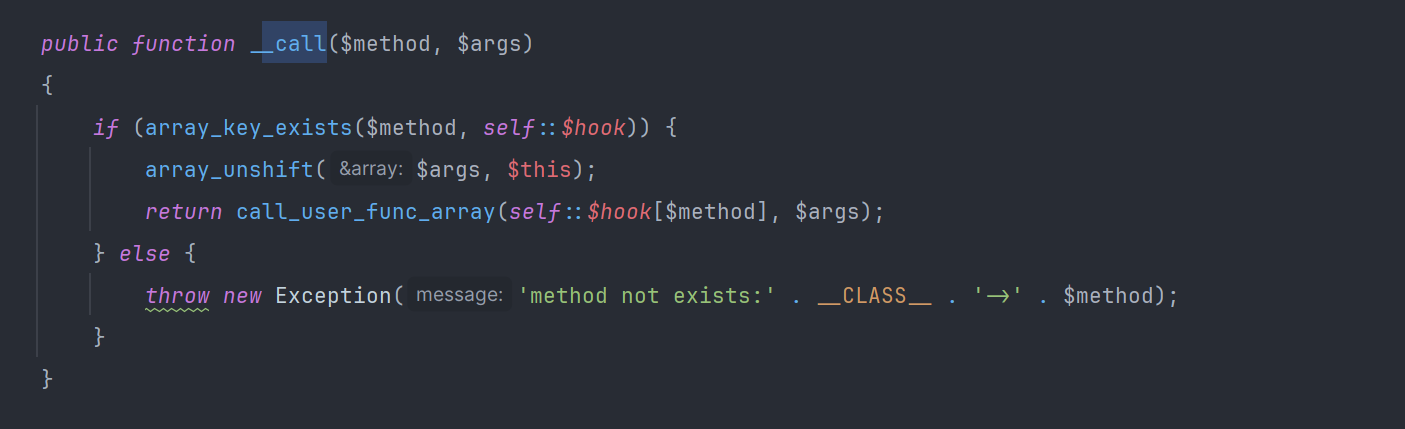 public function __call($method, $args)
{
if (array_key_exists($method, self::$hook)) {
array_unshift( &array: $args, $this);
return call_user_func_array(self::$hook[$method], $args);
} else {
throw new Exception( message: 'method not exists:' . __CLASS__ . '->' . $method);
}
}